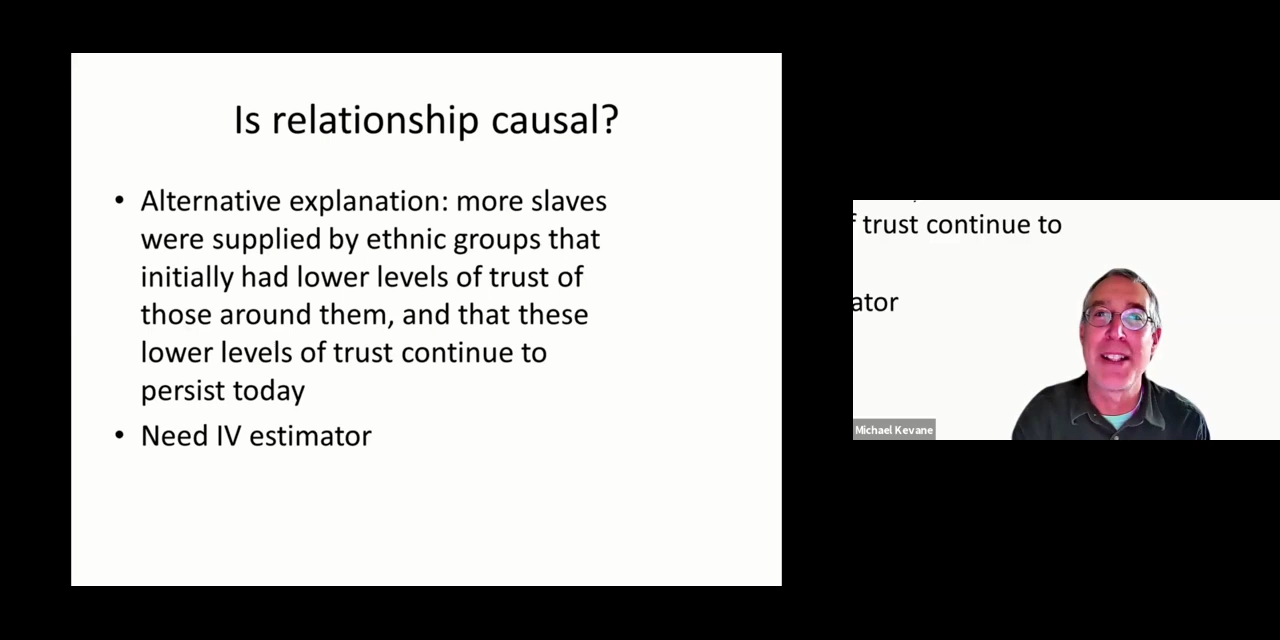 Is relationship causal?
• Alternative explanation: more slaves
were supplied by ethnic groups that
initially had lower levels of trust of
those around them, and that these
lower levels of trust continue to
persist today
• Need IV estimator
trust continue to
ator
Michael Kevane